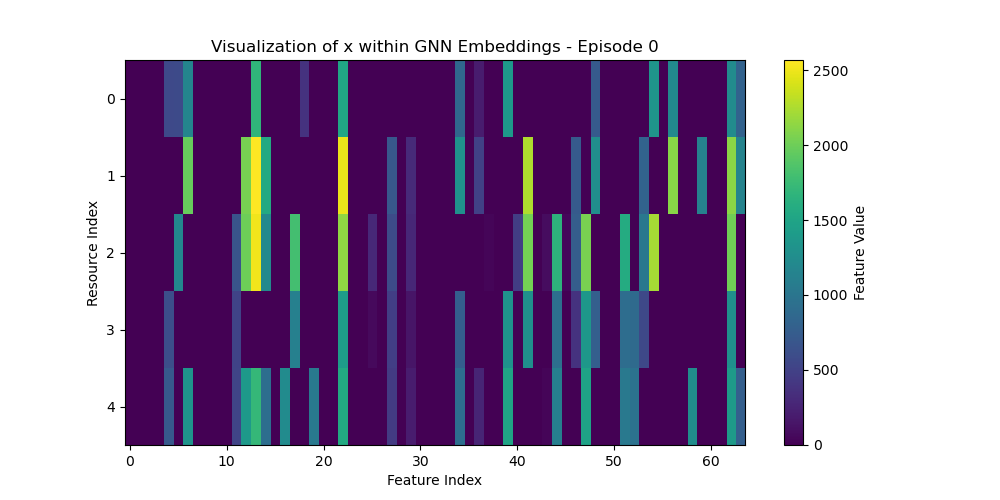 Visualization of x within GNN Embeddings - Episode 0
Resource Index
0
1
2
3
4
0 10 20 30 40 50 60
Feature Index
2500
2000
1500
1000
500
0
Feature Value